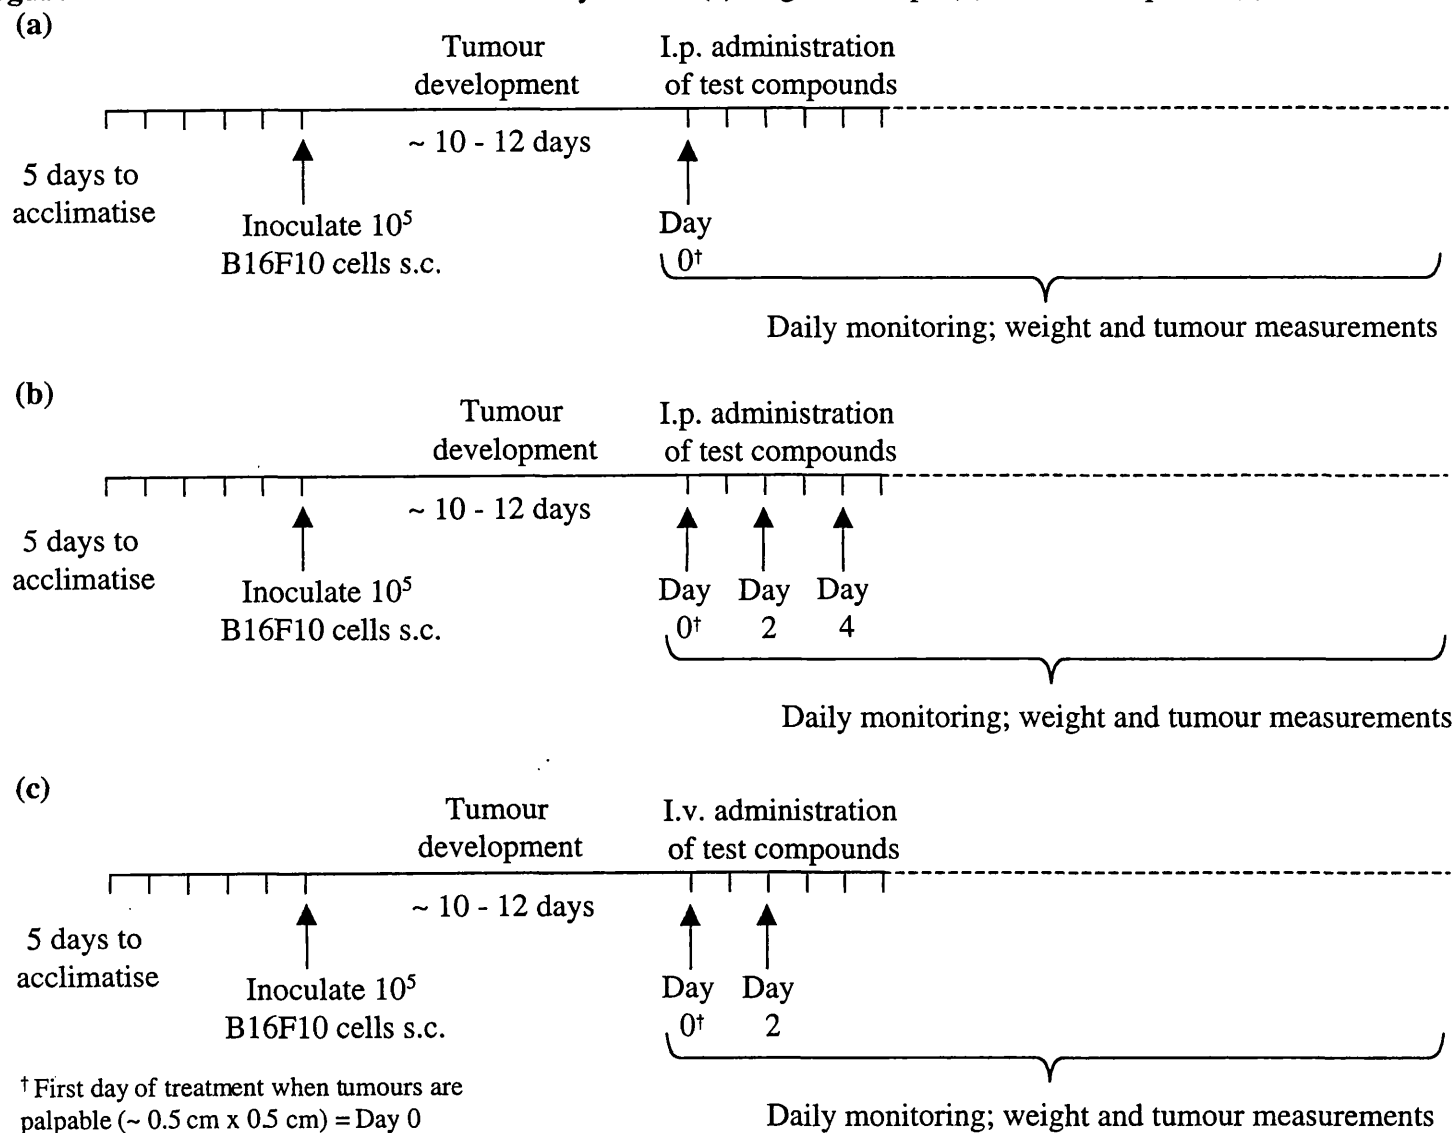 (a)
Tumour
development
I.p. administration
of test compounds
~ 10 - 12 days
5 days to
acclimatise
Inoculate 10⁵
B16F10 cells s.c.
Day
0†
Daily monitoring; weight and tumour measurements
(b)
Tumour
development
I.p. administration
of test compounds
~ 10 - 12 days
5 days to
acclimatise
Inoculate 10⁵
B16F10 cells s.c.
Day Day Day
0† 2 4
Daily monitoring; weight and tumour measurements
(c)
Tumour
development
I.v. administration
of test compounds
~ 10 - 12 days
5 days to
acclimatise
Inoculate 10⁵
B16F10 cells s.c.
Day Day
0† 2
† First day of treatment when tumours are
palpable (~ 0.5 cm x 0.5 cm) = Day 0
Daily monitoring; weight and tumour measurements